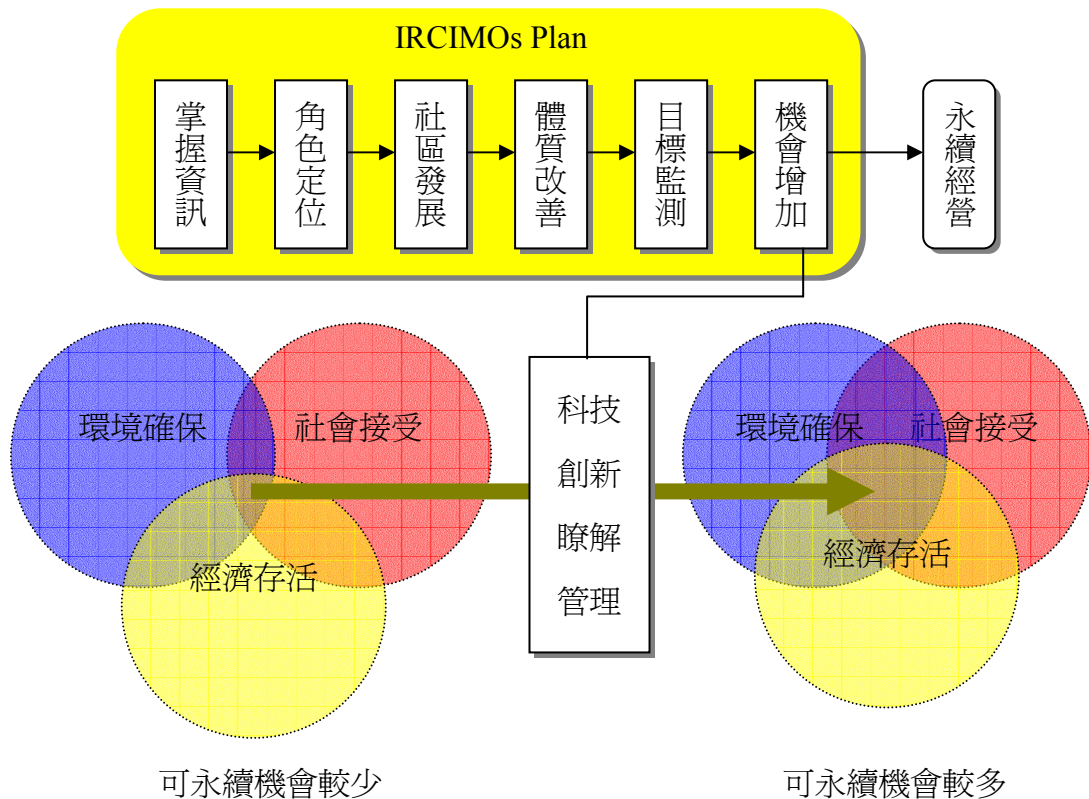 IRCIMOs Plan
掌握資訊
角色定位
社區發展
體質改善
目標監測
機會增加
永續經營
環境確保
社會接受
經濟存活
科技
創新
瞭解
管理
環境確保
社會接受
經濟存活
可永續機會較少
可永續機會較多